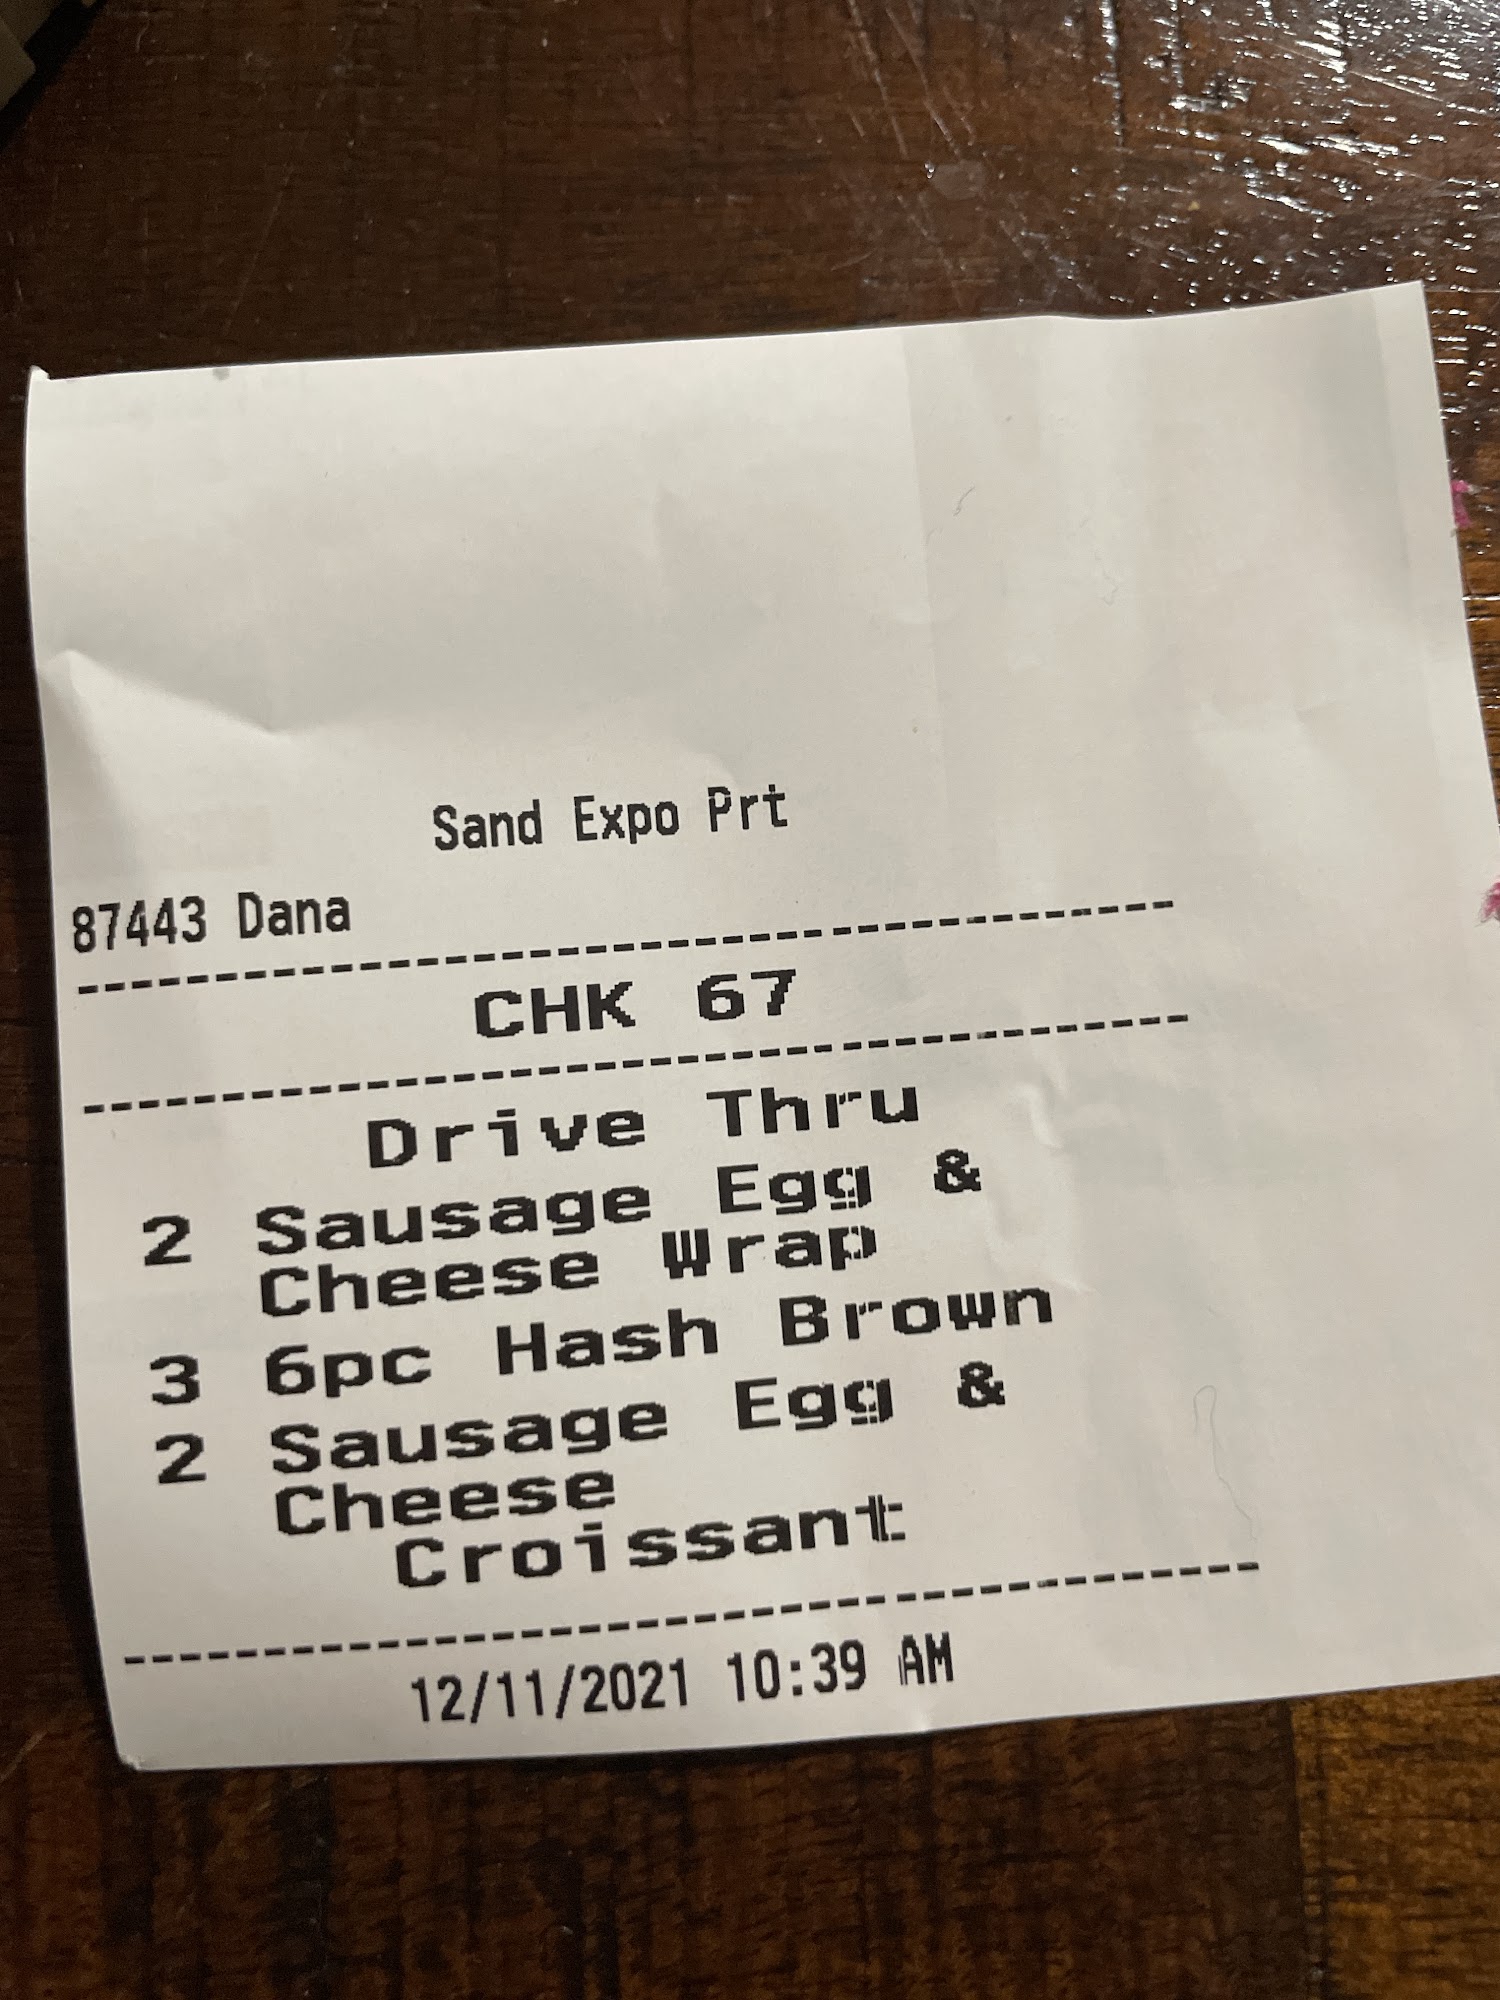 Sand Expo Prt
87443 Dana
--------------------------------------
CHK 67
--------------------------------------
Drive Thru
2 Sausage Egg &
Cheese Wrap
3 6pc Hash Brown
2 Sausage Egg &
Cheese
Croissant
--------------------------------------
12/11/2021 10:39 AM